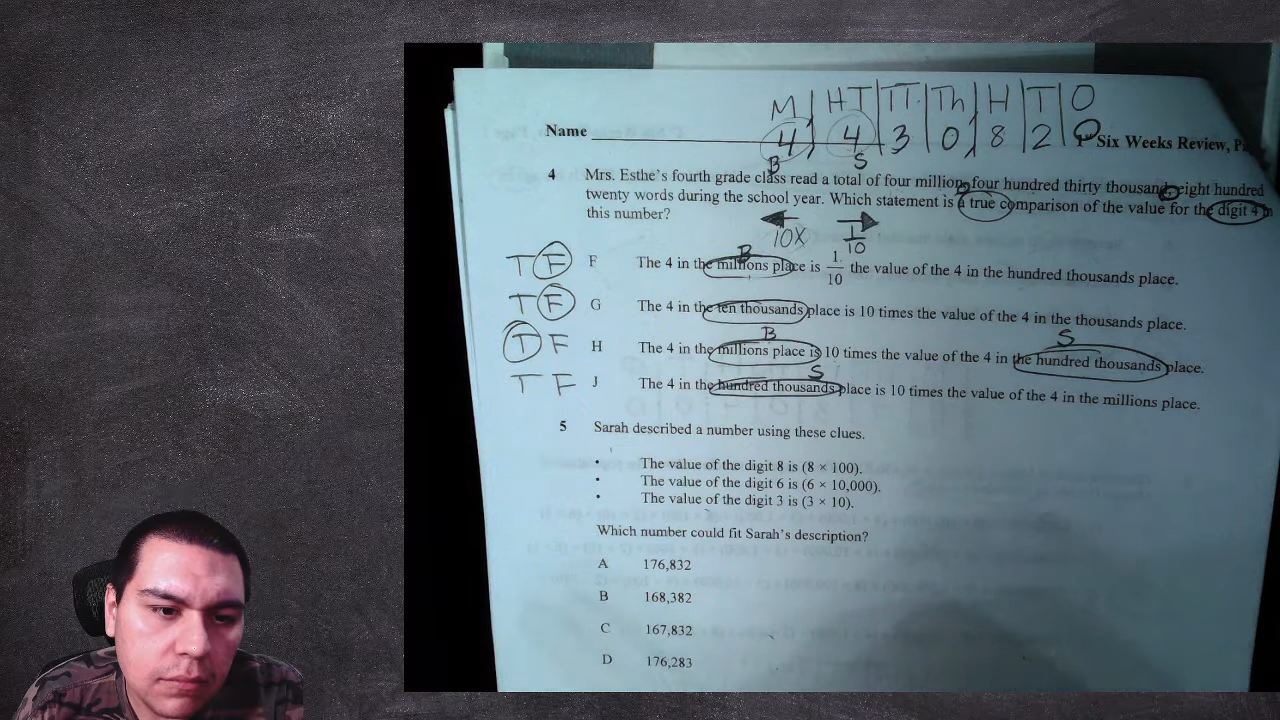 M HT TT Th H T O
Name 4, 4 3 0, 8 2 0 Six Weeks Review,
B S
4 Mrs. Esthe's fourth grade class read a total of four million, four hundred thirty thousand, eight hundred
twenty words during the school year. Which statement is a true comparison of the value for the digit 4 in
this number?
10X 1/10
B
T F F The 4 in the millions place is 1/10 the value of the 4 in the hundred thousands place.
T F G The 4 in the ten thousands place is 10 times the value of the 4 in the thousands place.
B S
T F H The 4 in the millions place is 10 times the value of the 4 in the hundred thousands place.
S
T F J The 4 in the hundred thousands place is 10 times the value of the 4 in the millions place.
5 Sarah described a number using these clues.
• The value of the digit 8 is (8 × 100).
• The value of the digit 6 is (6 × 10,000).
• The value of the digit 3 is (3 × 10).
Which number could fit Sarah's description?
A 176,832
B 168,382
C 167,832
D 176,283